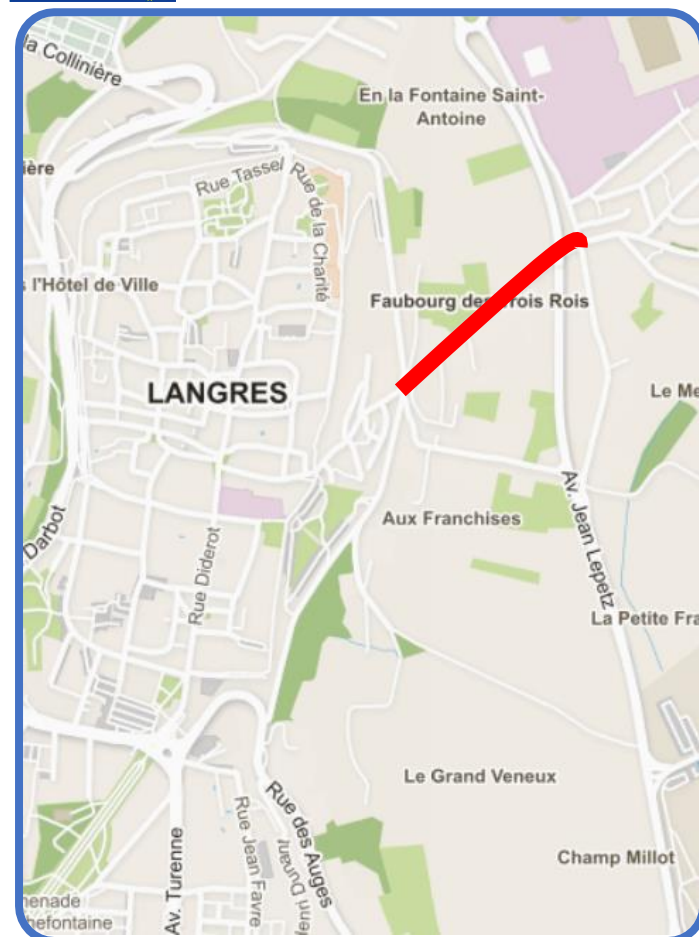 la Collinière
En la Fontaine Saint-
Antoine
ière
Rue Tassel
Rue de la Charité
l'Hôtel de Ville
Faubourg des Trois Rois
LANGRES
Le Me
Av. Jean Lepetz
Aux Franchises
Darbot
Rue Diderot
La Petite Fra
Le Grand Veneux
Rue des Auges
Rue Jean Favre
Dunant
Champ Millot
Av. Turenne
menade
hefontaine